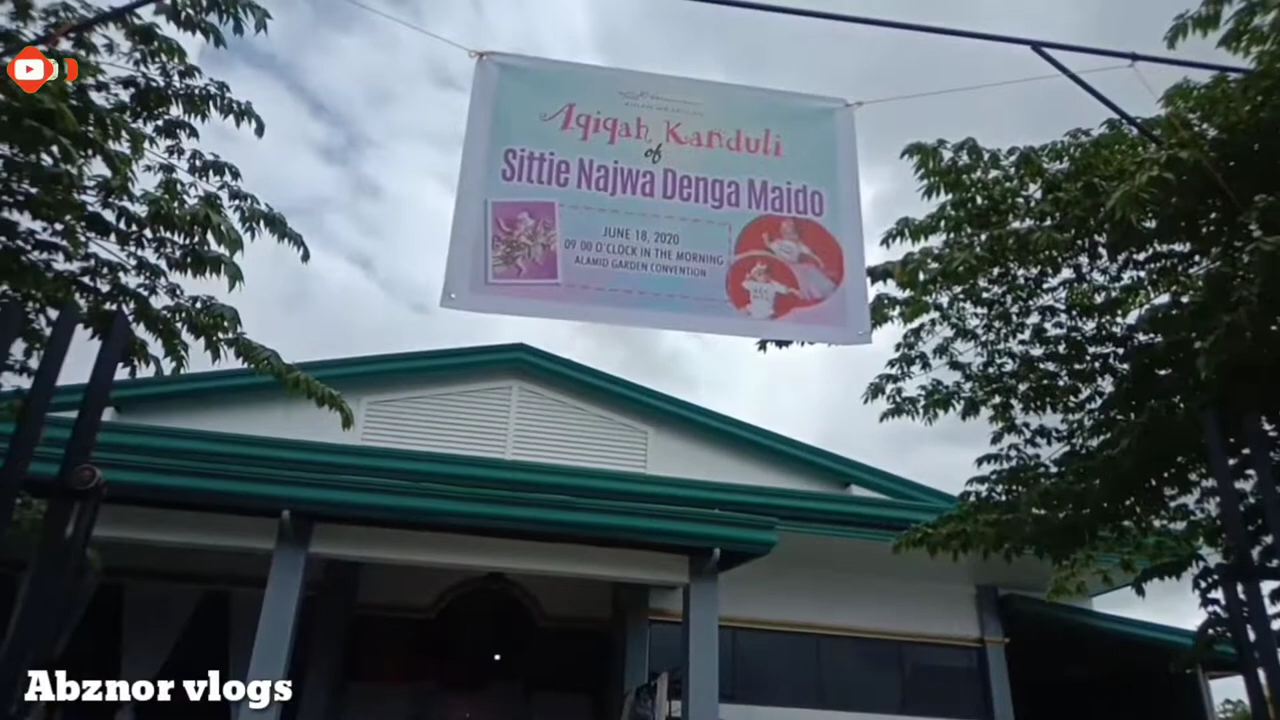 Aqiqah Kanduli
of
Sittie Najwa Denga Maido
JUNE 18, 2020
09 00 O'CLOCK IN THE MORNING
ALAMID GARDEN CONVENTION
Abznor vlogs